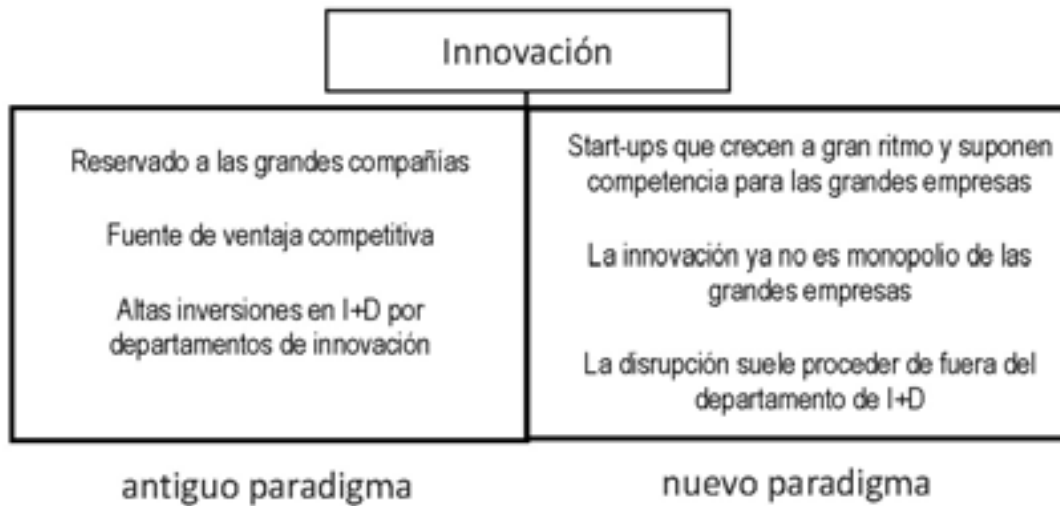 Innovación
Reservado a las grandes compañías
Fuente de ventaja competitiva
Altas inversiones en I+D por
departamentos de innovación
antiguo paradigma
Start-ups que crecen a gran ritmo y suponen
competencia para las grandes empresas
La innovación ya no es monopolio de las
grandes empresas
La disrupción suele proceder de fuera del
departamento de I+D
nuevo paradigma